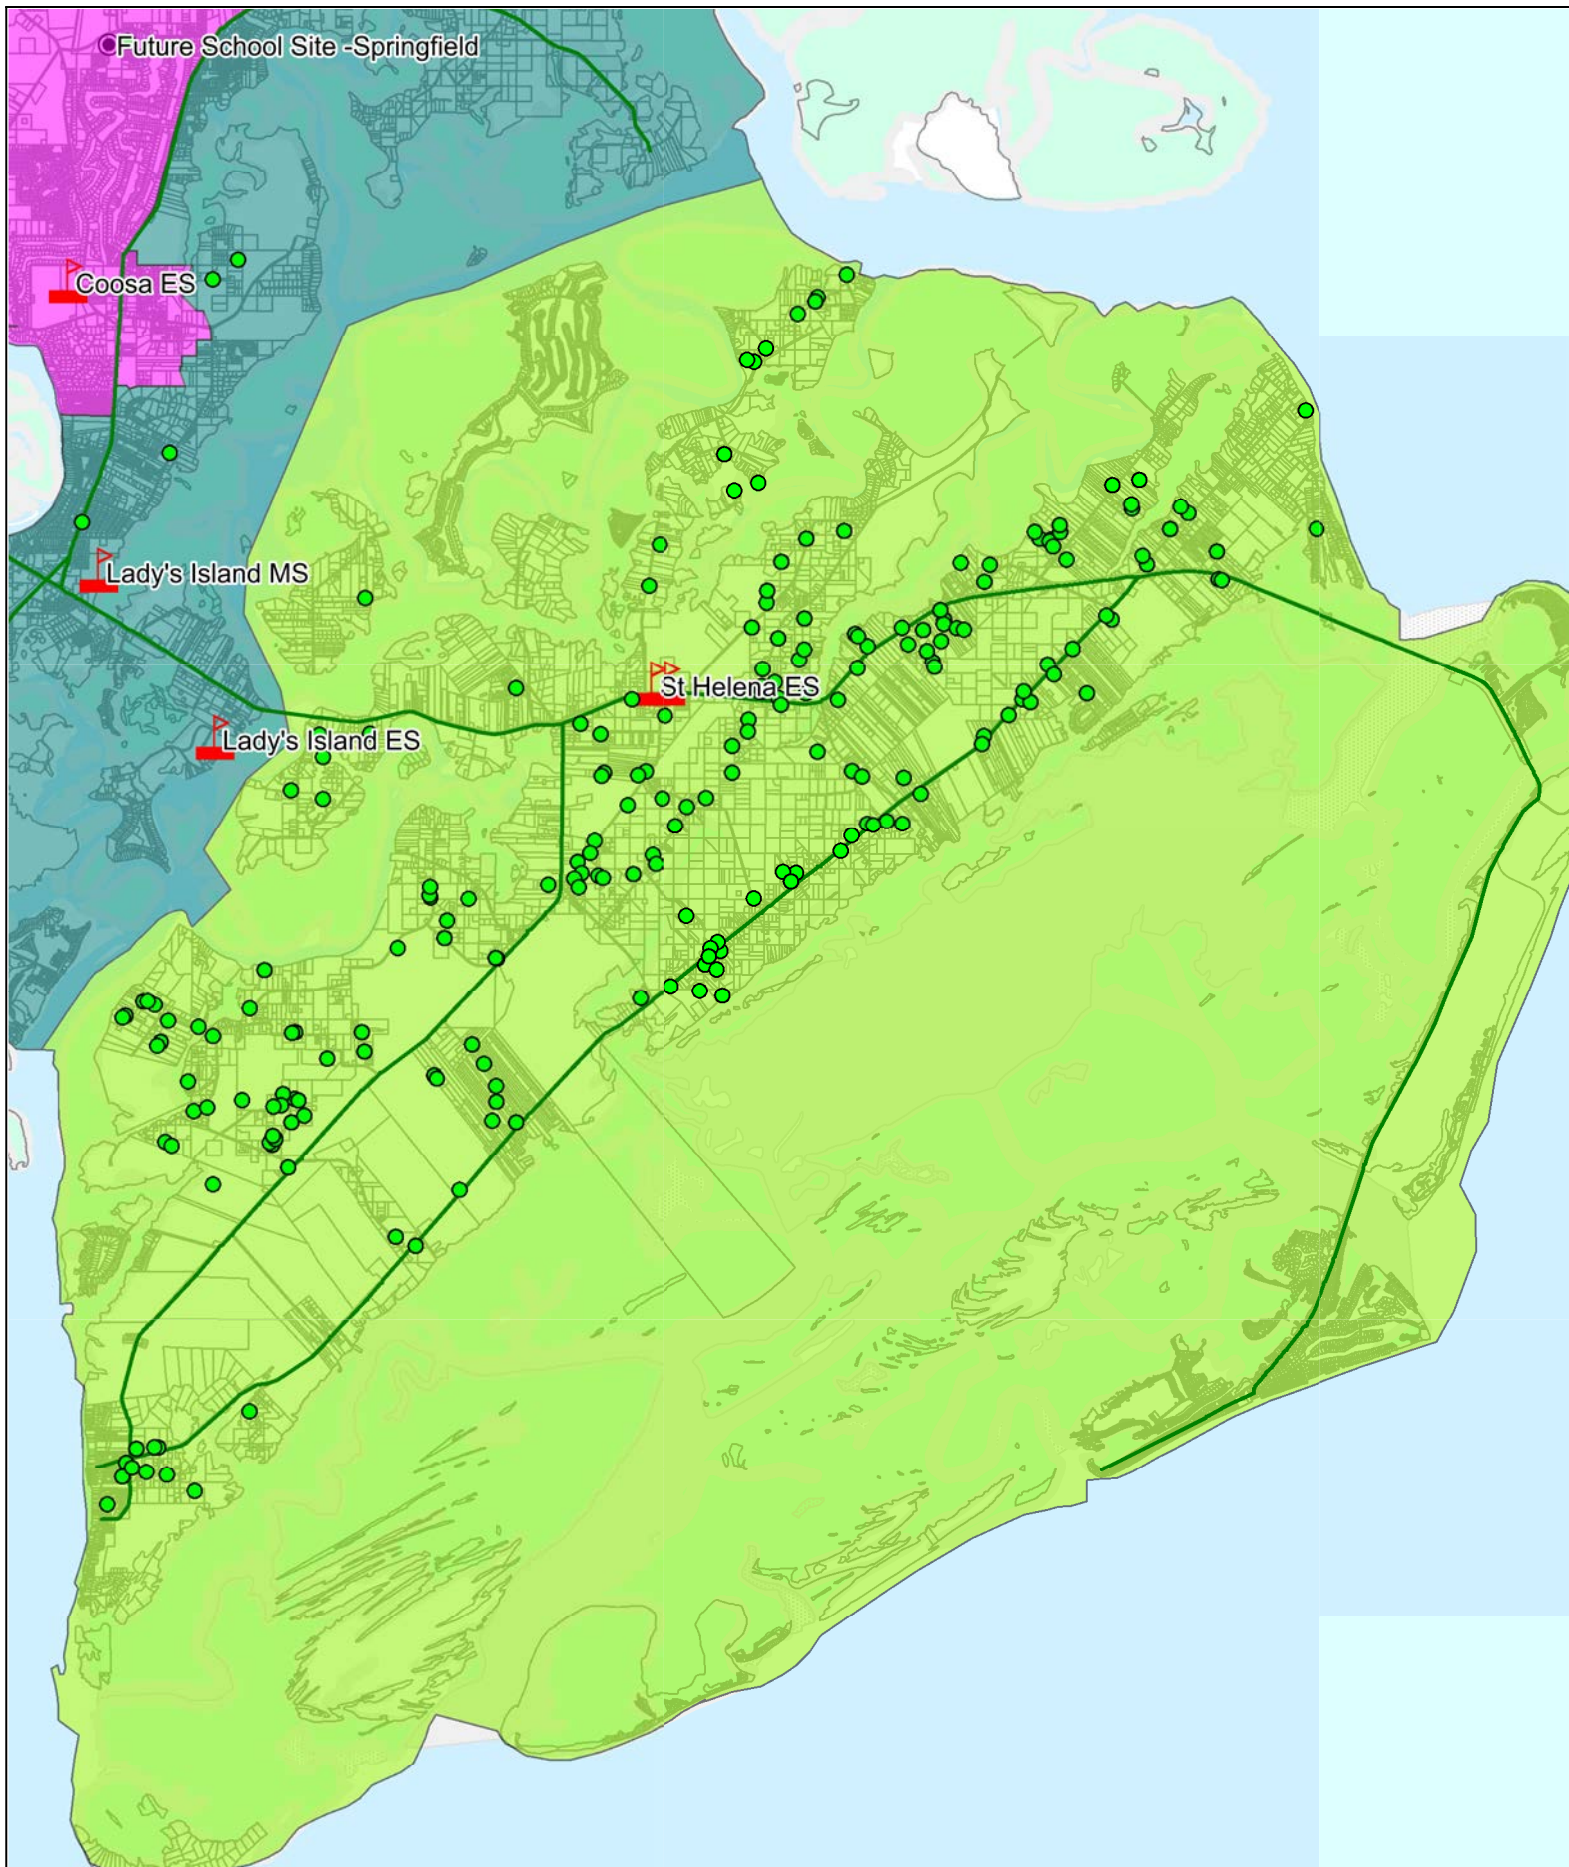 Future School Site -Springfield
Coosa ES
Lady's Island MS
St Helena ES
Lady's Island ES